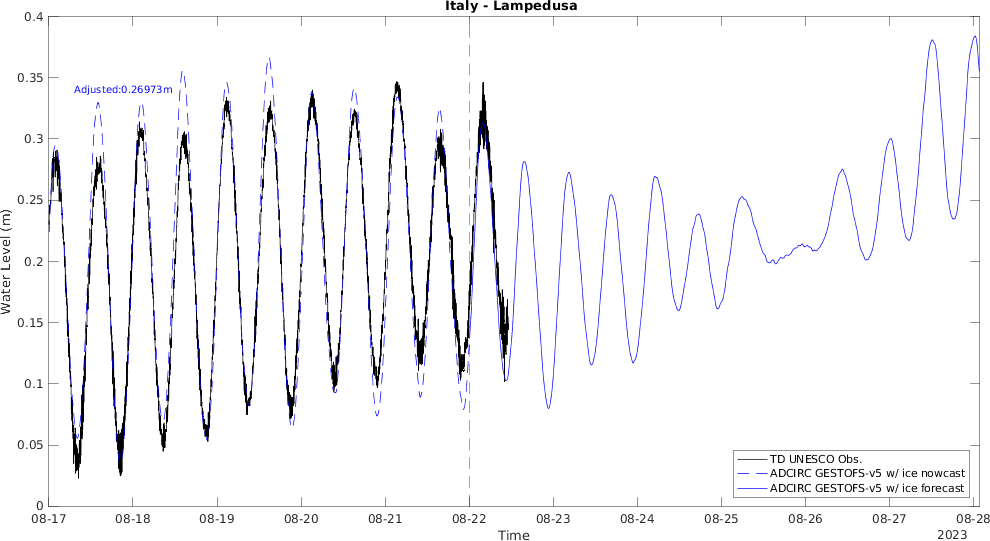 Italy - Lampedusa
0.4
0.35
0.3
0.25
0.2
0.15
0.1
0.05
0
Water Level (m)
Adjusted:0.26973m
TD UNESCO Obs.
ADCIRC GESTOFS-v5 w/ ice nowcast
ADCIRC GESTOFS-v5 w/ ice forecast
08-17 08-18 08-19 08-20 08-21 08-22 08-23 08-24 08-25 08-26 08-27 08-28
Time
2023